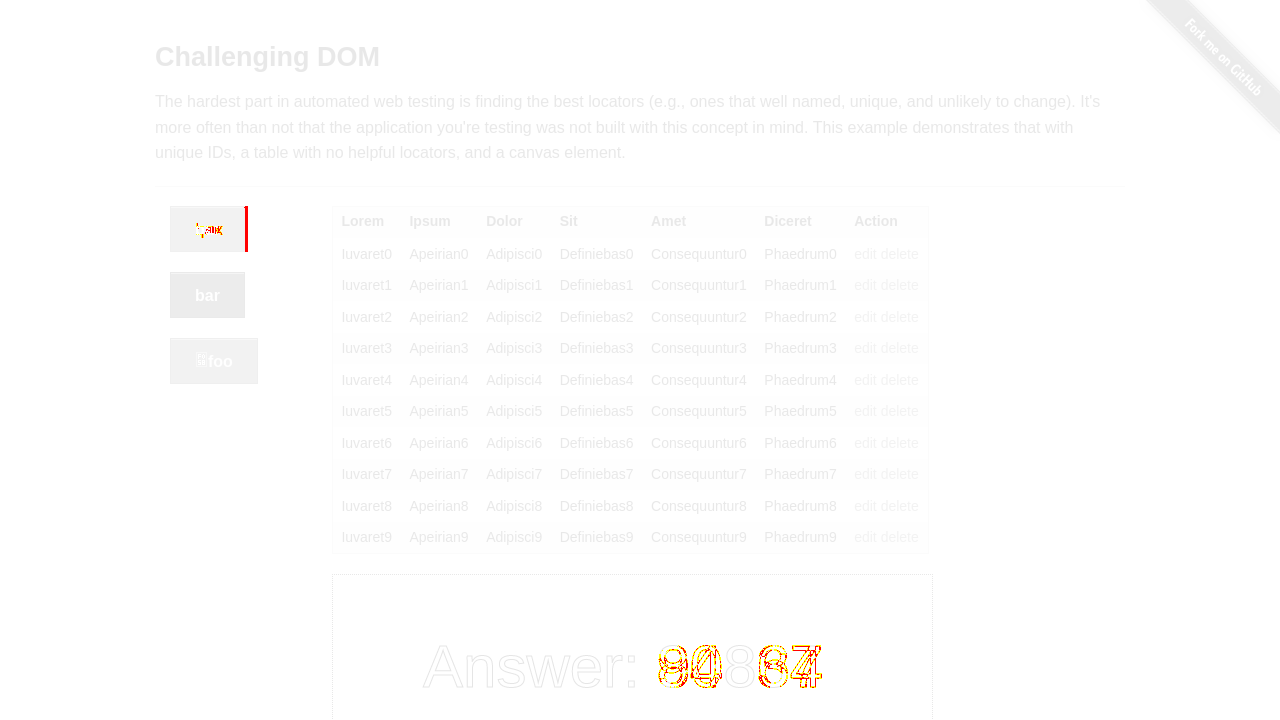 Fork me on GitHub
Challenging DOM
The hardest part in automated web testing is finding the best locators (e.g., ones that well named, unique, and unlikely to change). It's
more often than not that the application you're testing was not built with this concept in mind. This example demonstrates that with
unique IDs, a table with no helpful locators, and a canvas element.
Lorem Ipsum Dolor Sit Amet Diceret Action
Iuvaret0 Apeirian0 Adipisci0 Definiebas0 Consequuntur0 Phaedrum0 edit delete
Iuvaret1 Apeirian1 Adipisci1 Definiebas1 Consequuntur1 Phaedrum1 edit delete
bar
Iuvaret2 Apeirian2 Adipisci2 Definiebas2 Consequuntur2 Phaedrum2 edit delete
Iuvaret3 Apeirian3 Adipisci3 Definiebas3 Consequuntur3 Phaedrum3 edit delete
foo
Iuvaret4 Apeirian4 Adipisci4 Definiebas4 Consequuntur4 Phaedrum4 edit delete
Iuvaret5 Apeirian5 Adipisci5 Definiebas5 Consequuntur5 Phaedrum5 edit delete
Iuvaret6 Apeirian6 Adipisci6 Definiebas6 Consequuntur6 Phaedrum6 edit delete
Iuvaret7 Apeirian7 Adipisci7 Definiebas7 Consequuntur7 Phaedrum7 edit delete
Iuvaret8 Apeirian8 Adipisci8 Definiebas8 Consequuntur8 Phaedrum8 edit delete
Iuvaret9 Apeirian9 Adipisci9 Definiebas9 Consequuntur9 Phaedrum9 edit delete
Answer: